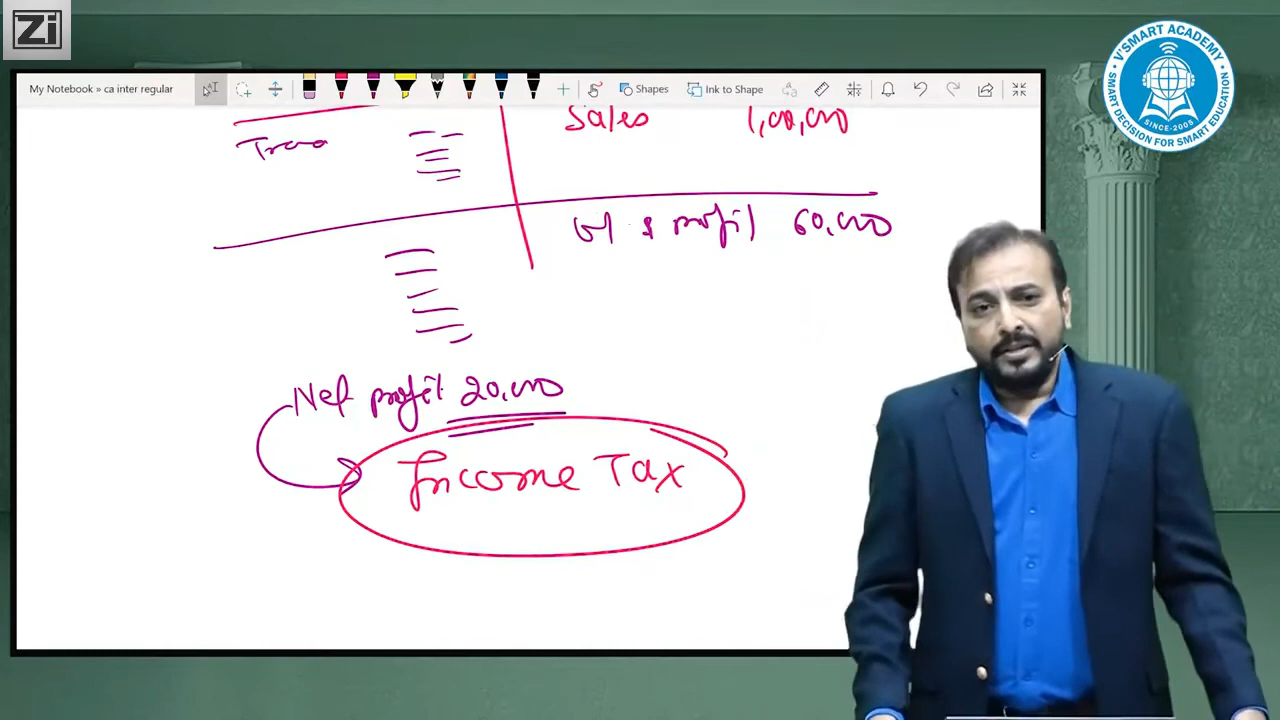 Zi
My Notebook » ca inter regular
Shapes
Ink to Shape
V'SMART ACADEMY
SMART DECISION FOR SMART EDUCATION
SINCE-2005
Sales 1,00,000
profit 60,000
Net profit 20,000
Income Tax